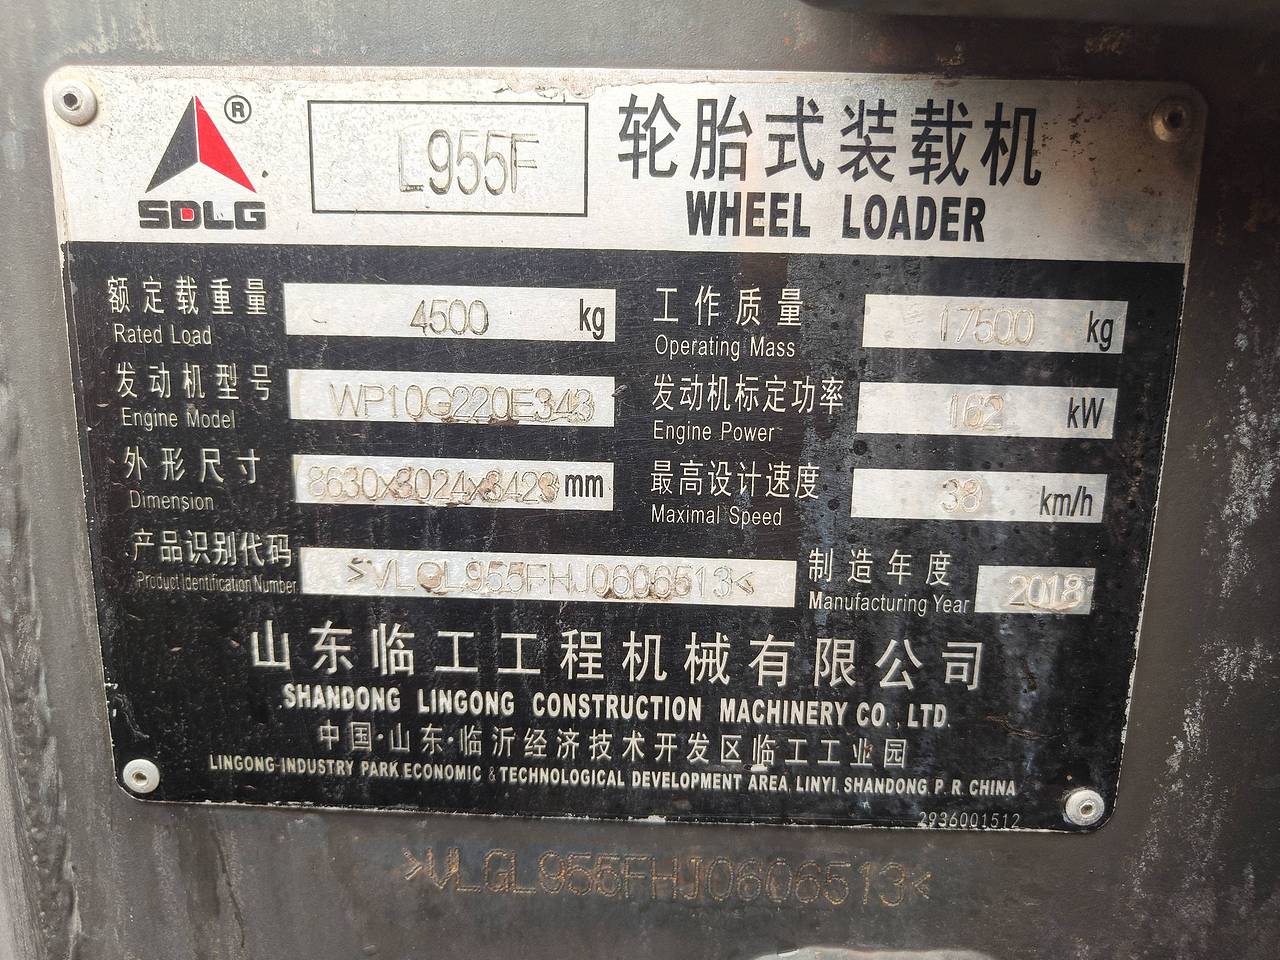 ®
SDLG
L955F
轮胎式装载机
WHEEL LOADER
额定载重量 4500 kg
Rated Load
工作质量 17500 kg
Operating Mass
发动机型号 WP10G220E343
Engine Model
发动机标定功率 162 kW
Engine Power
外形尺寸 8630x3024x3423 mm
Dimension
最高设计速度 38 km/h
Maximal Speed
产品识别代码 >VLGL955FHJ0606513<
Product Identification Number
制造年度 2018
Manufacturing Year
山东临工工程机械有限公司
SHANDONG LINGONG CONSTRUCTION MACHINERY CO., LTD.
中国·山东·临沂经济技术开发区临工工业园
LINGONG INDUSTRY PARK ECONOMIC & TECHNOLOGICAL DEVELOPMENT AREA, LINYI, SHANDONG, P. R. CHINA
2936001512
>VLGL955FHJ0606513<